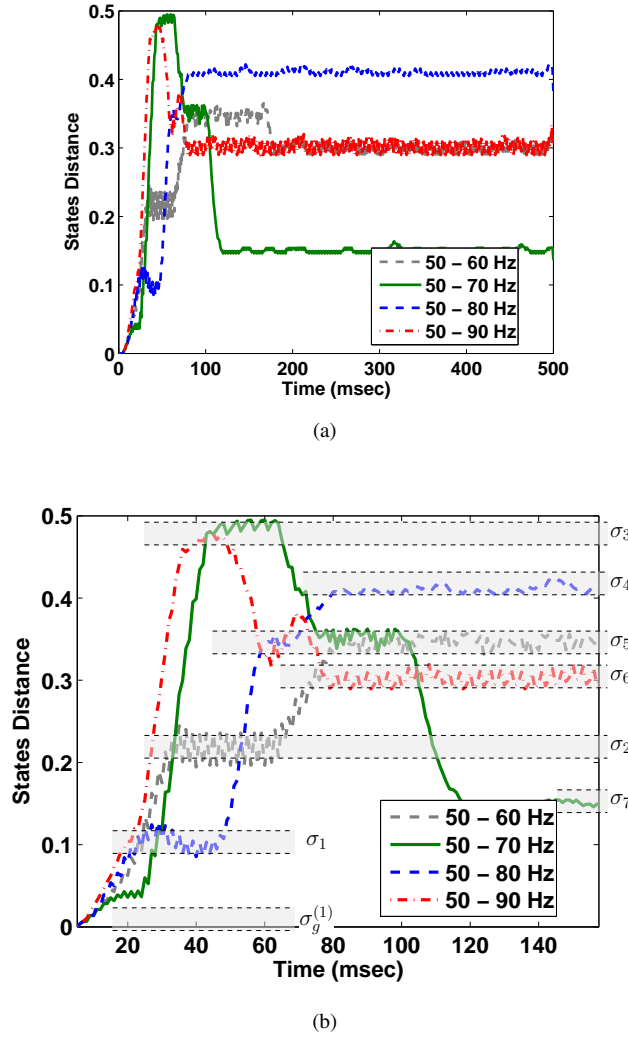 0.5
0.4
0.3
0.2
0.1
0
States Distance
50 – 60 Hz
50 – 70 Hz
50 – 80 Hz
50 – 90 Hz
0 100 200 300 400 500
Time (msec)
(a)
0.5
0.4
0.3
0.2
0.1
0
States Distance
σ3
σ4
σ5
σ6
σ2
σ7
σ1
σg(1)
50 – 60 Hz
50 – 70 Hz
50 – 80 Hz
50 – 90 Hz
20 40 60 80 100 120 140
Time (msec)
(b)